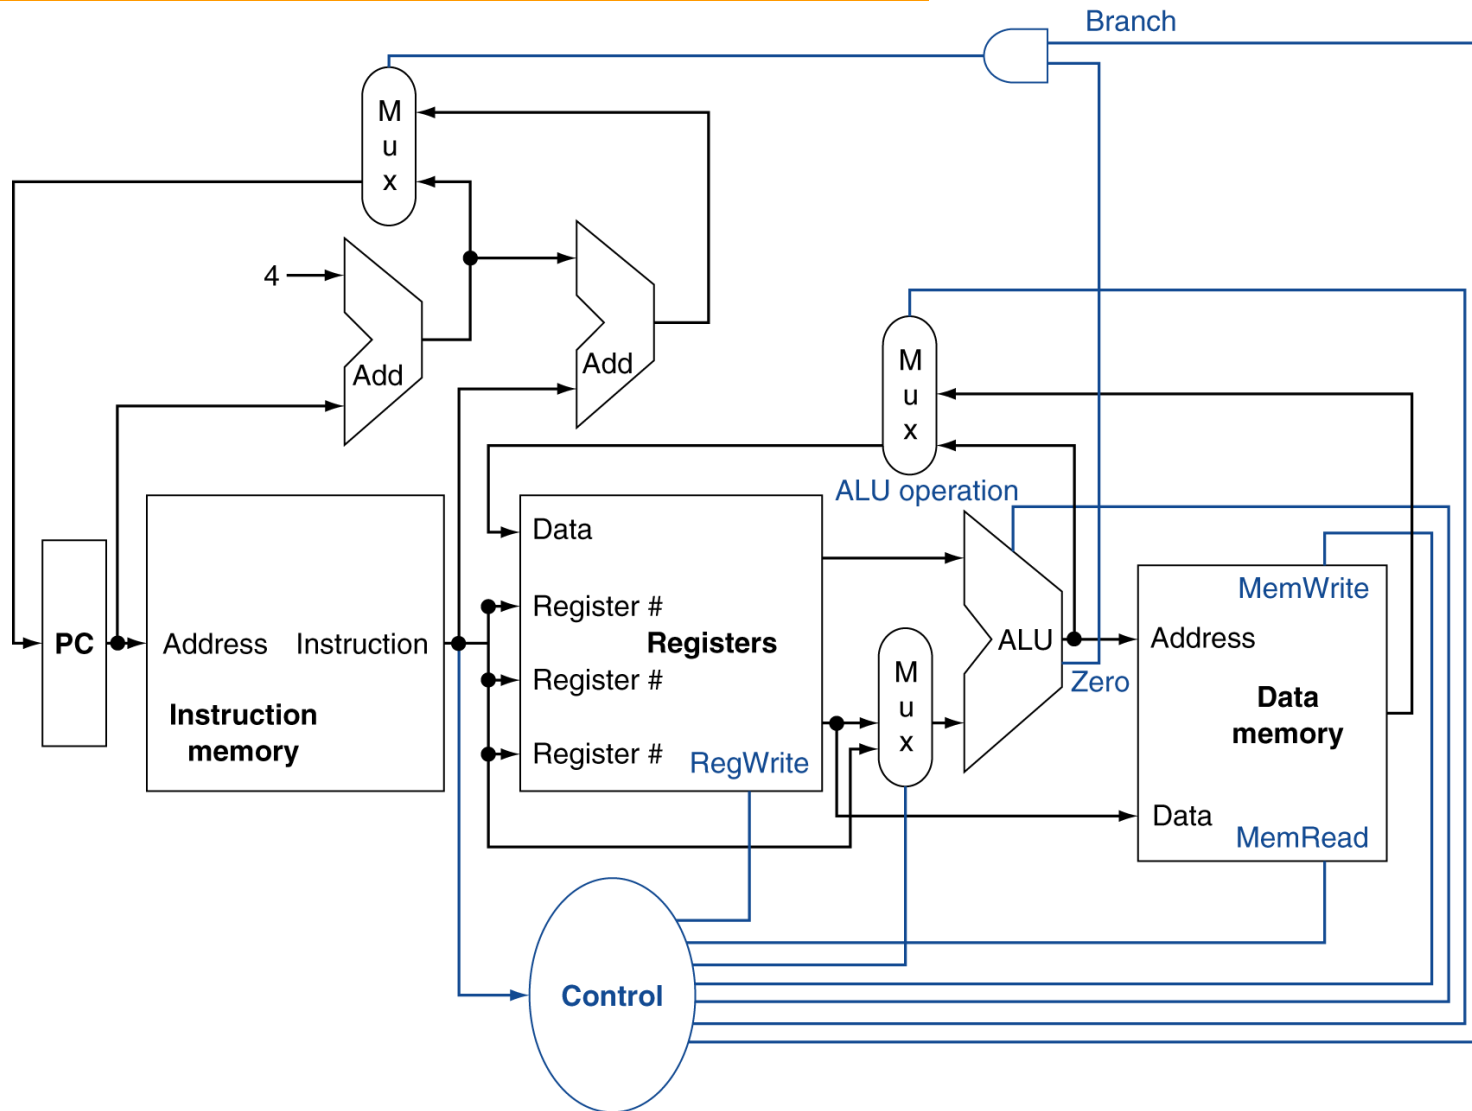 Branch
M
u
x
4
Add
Add
M
u
x
ALU operation
Data
Register #
Register #
Register #
Registers
RegWrite
PC
Address
Instruction
Instruction
memory
M
u
x
ALU
Zero
MemWrite
Address
Data
memory
Data
MemRead
Control